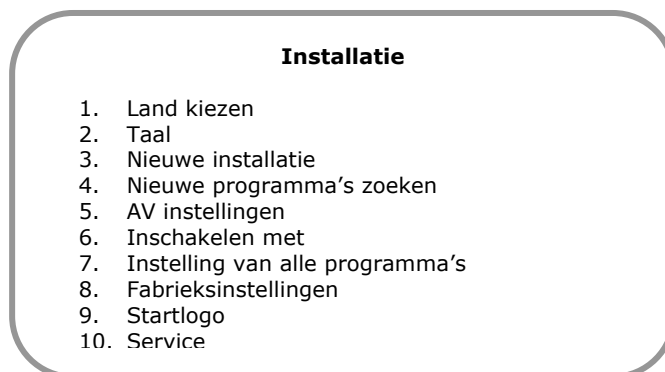 Installatie
1. Land kiezen
2. Taal
3. Nieuwe installatie
4. Nieuwe programma’s zoeken
5. AV instellingen
6. Inschakelen met
7. Instelling van alle programma’s
8. Fabrieksinstellingen
9. Startlogo
10. Service